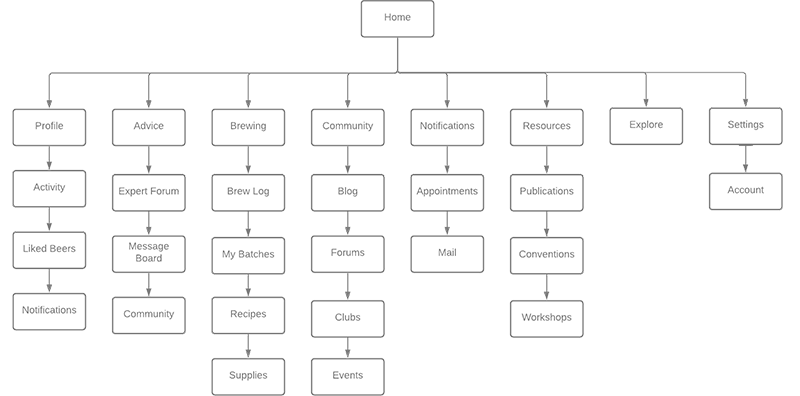 Home
Profile
Advice
Brewing
Community
Notifications
Resources
Explore
Settings
Activity
Expert Forum
Brew Log
Blog
Appointments
Publications
Account
Liked Beers
Message
Board
My Batches
Forums
Mail
Conventions
Notifications
Community
Recipes
Clubs
Workshops
Supplies
Events